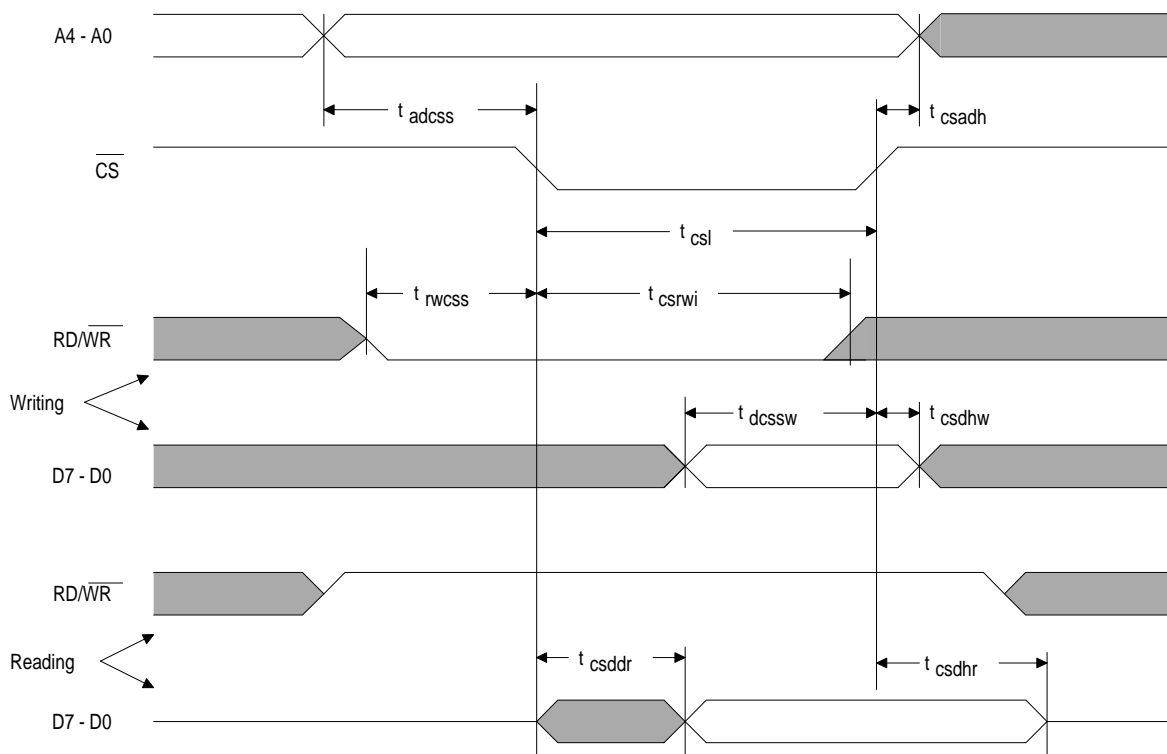 A4 - A0
t adcss
t csadh
CS
t csl
t rwcss
t csrwi
RD/WR
Writing
t dcssw
t csdhw
D7 - D0
RD/WR
Reading
t csddr
t csdhr
D7 - D0